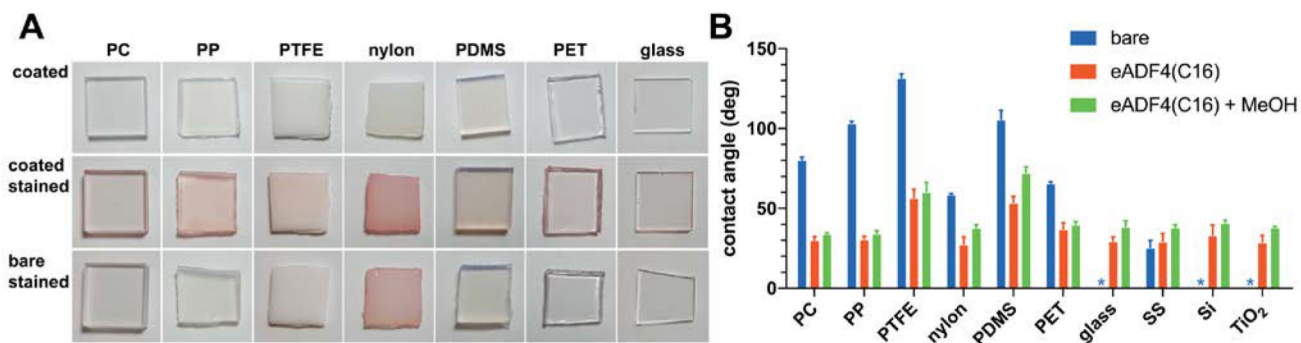 A
PC PP PTFE nylon PDMS PET glass
coated
coated
stained
bare
stained
B
150
100
50
0
contact angle (deg)
bare
eADF4(C16)
eADF4(C16) + MeOH
* * *
PC PP PTFE nylon PDMS PET glass SS Si TiO₂